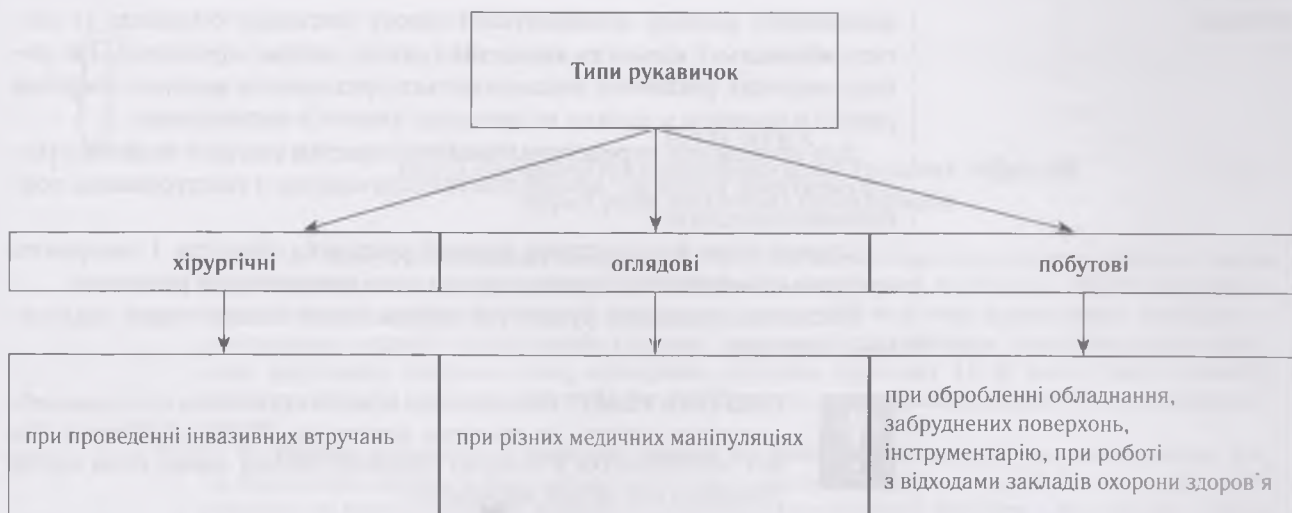 Типи рукавичок
хірургічні
оглядові
побутові
при проведенні інвазивних втручань
при різних медичних маніпуляціях
при обробленні обладнання,
забруднених поверхонь,
інструментарію, при роботі
з відходами закладів охорони здоров'я